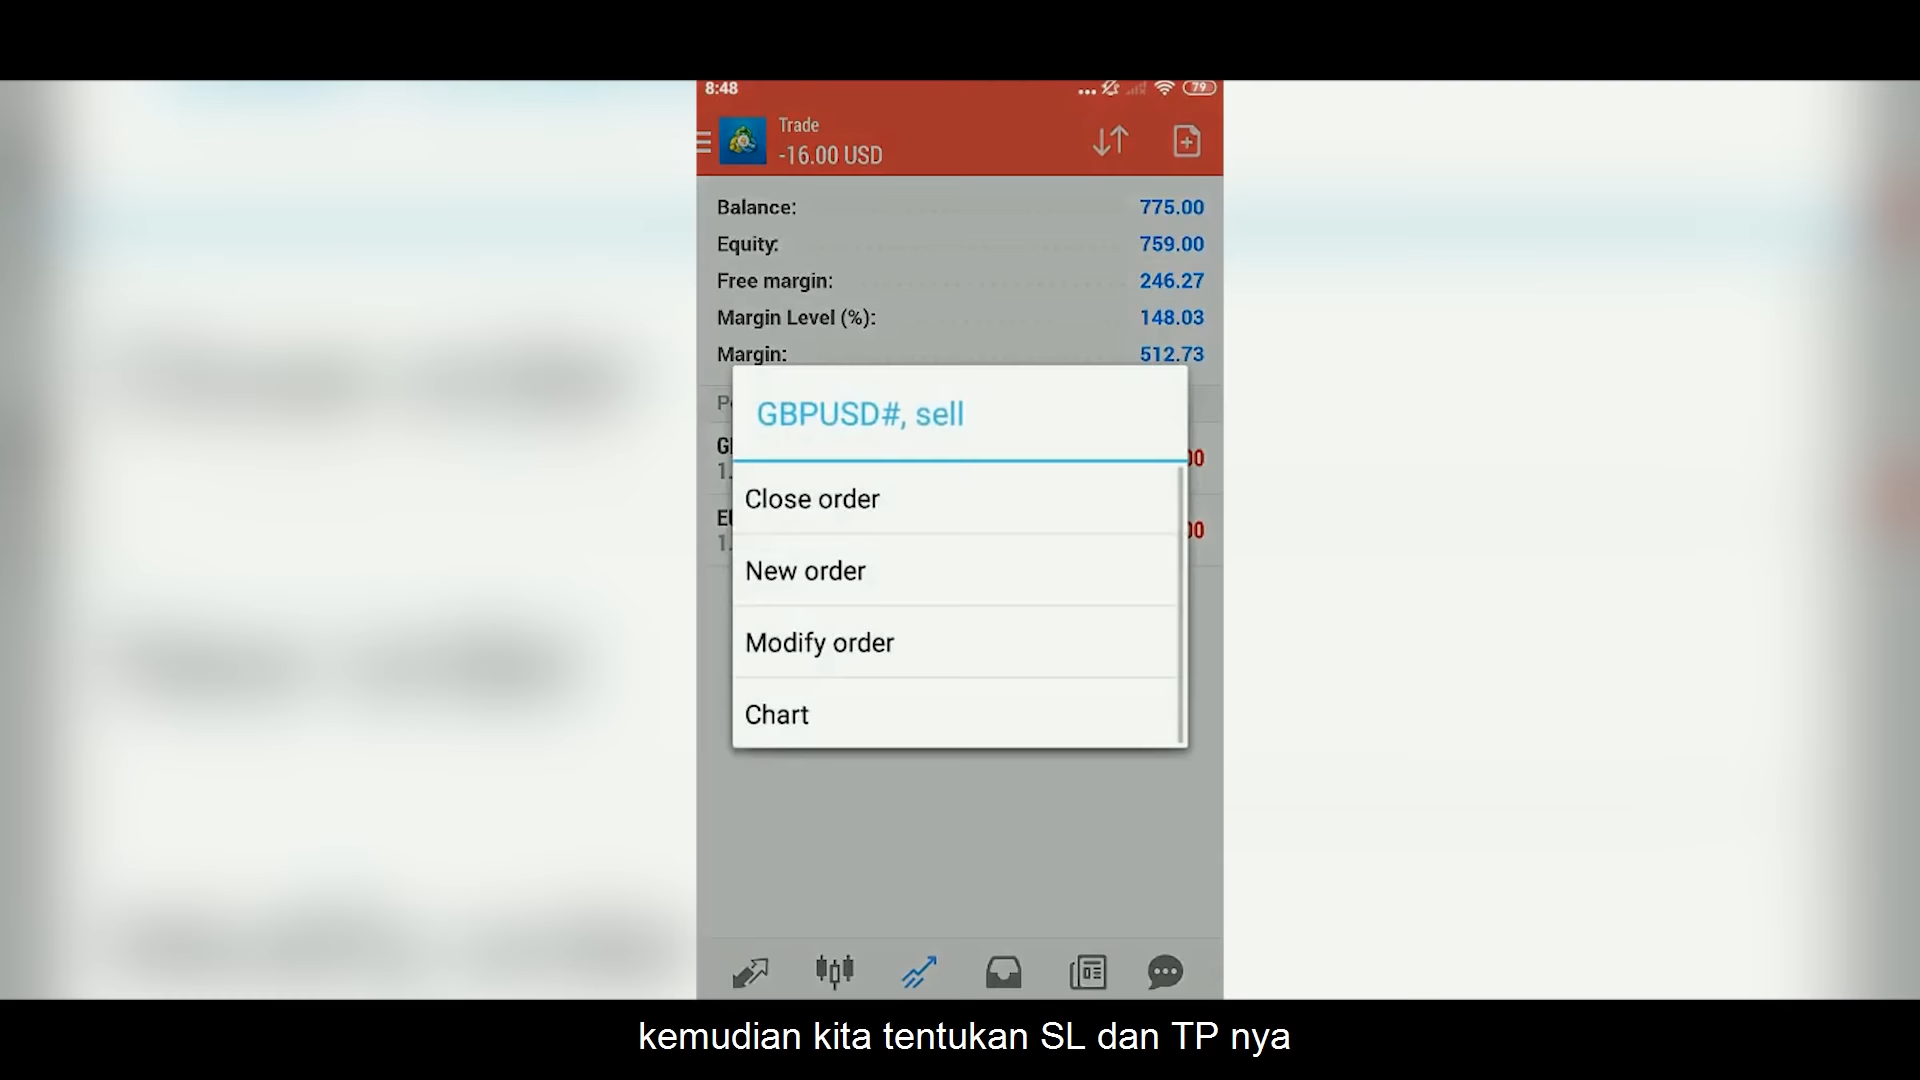 8:48
79
Trade
-16.00 USD
Balance: 775.00
Equity: 759.00
Free margin: 246.27
Margin Level (%): 148.03
Margin: 512.73
GBPUSD#, sell
Close order
New order
Modify order
Chart
kemudian kita tentukan SL dan TP nya